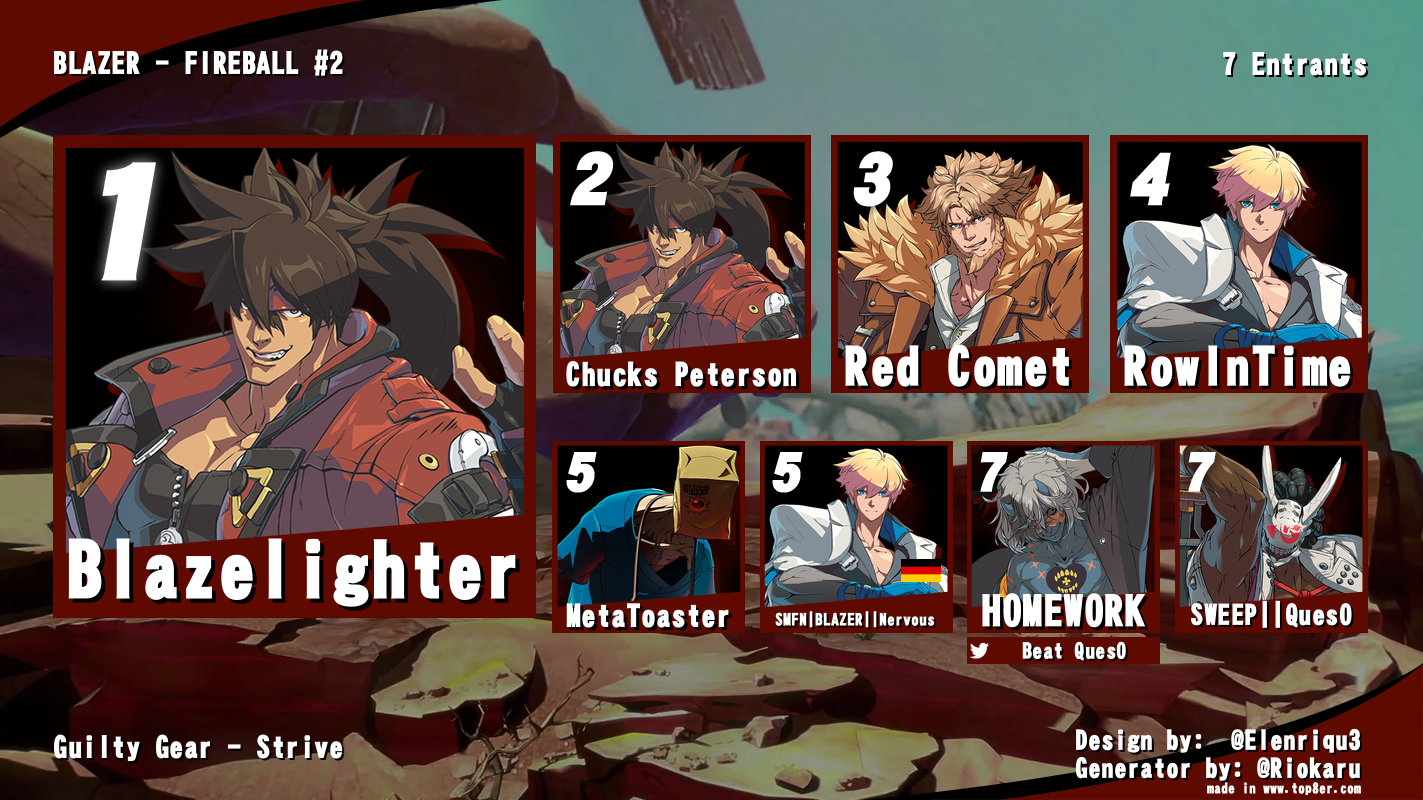 BLAZER - FIREBALL #2
7 Entrants
1
Blazelighter
2
Chucks Peterson
3
Red Comet
4
RowInTime
5
MetaToaster
5
SMFN|BLAZER||Nervous
7
HOMEWORK
Beat Ques0
7
SWEEP||Ques0
Guilty Gear - Strive
Design by: @Elenriqu3
Generator by: @Riokaru
made in www.top8er.com